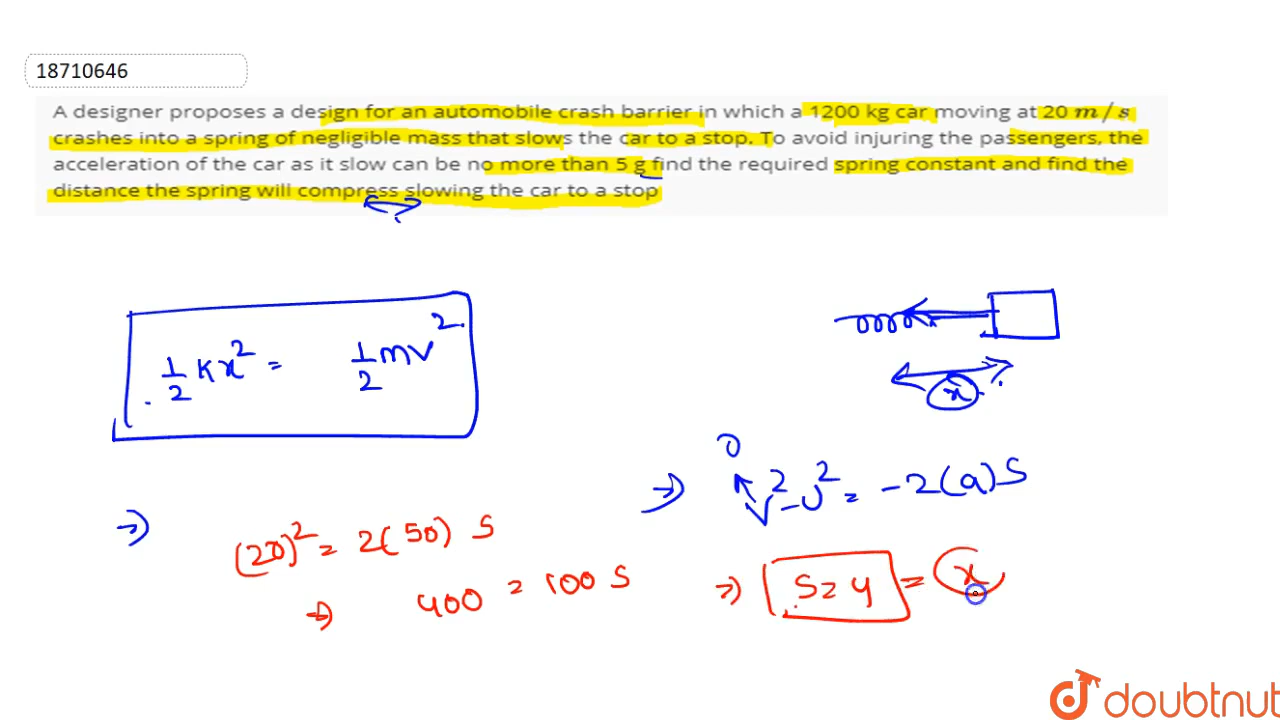 18710646
A designer proposes a design for an automobile crash barrier in which a 1200 kg car moving at 20 m/s
crashes into a spring of negligible mass that slows the car to a stop. To avoid injuring the passengers, the
acceleration of the car as it slow can be no more than 5 g find the required spring constant and find the
distance the spring will compress slowing the car to a stop
1/2 Kx² = 1/2 mv²
x
0
⇒ V² - U² = -2(a)S
⇒ (20)² = 2(50) S
⇒ 400 = 100 S
⇒ S = 4 = x
doubtnut